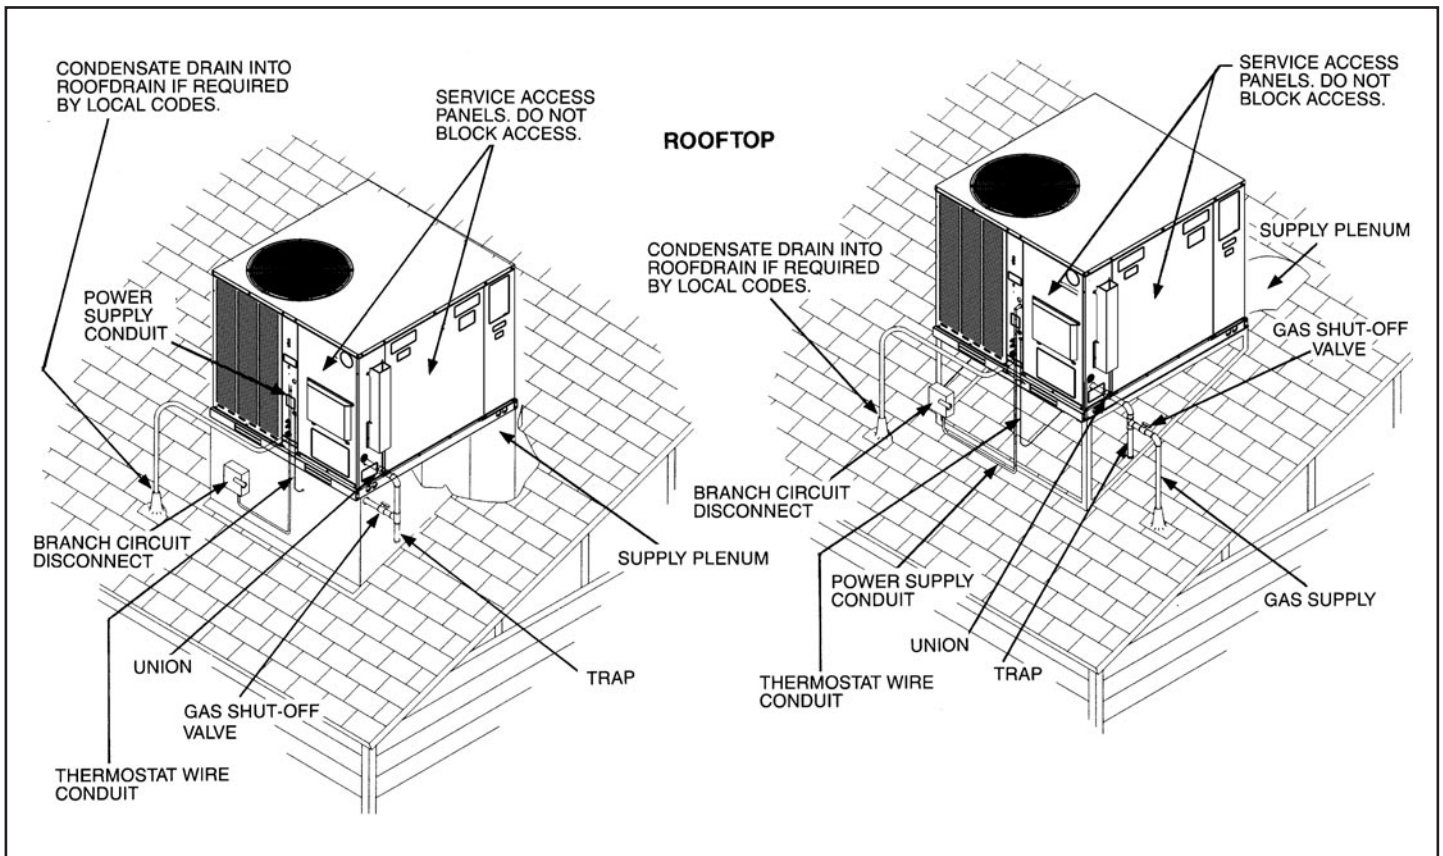 CONDENSATE DRAIN INTO
ROOFDRAIN IF REQUIRED
BY LOCAL CODES.
SERVICE ACCESS
PANELS. DO NOT
BLOCK ACCESS.
ROOFTOP
SERVICE ACCESS
PANELS. DO NOT
BLOCK ACCESS.
POWER
SUPPLY
CONDUIT
CONDENSATE DRAIN INTO
ROOFDRAIN IF REQUIRED
BY LOCAL CODES.
SUPPLY PLENUM
GAS SHUT-OFF
VALVE
BRANCH CIRCUIT
DISCONNECT
SUPPLY PLENUM
BRANCH CIRCUIT
DISCONNECT
POWER SUPPLY
CONDUIT
GAS SUPPLY
UNION
TRAP
UNION
TRAP
GAS SHUT-OFF
VALVE
THERMOSTAT WIRE
CONDUIT
THERMOSTAT WIRE
CONDUIT